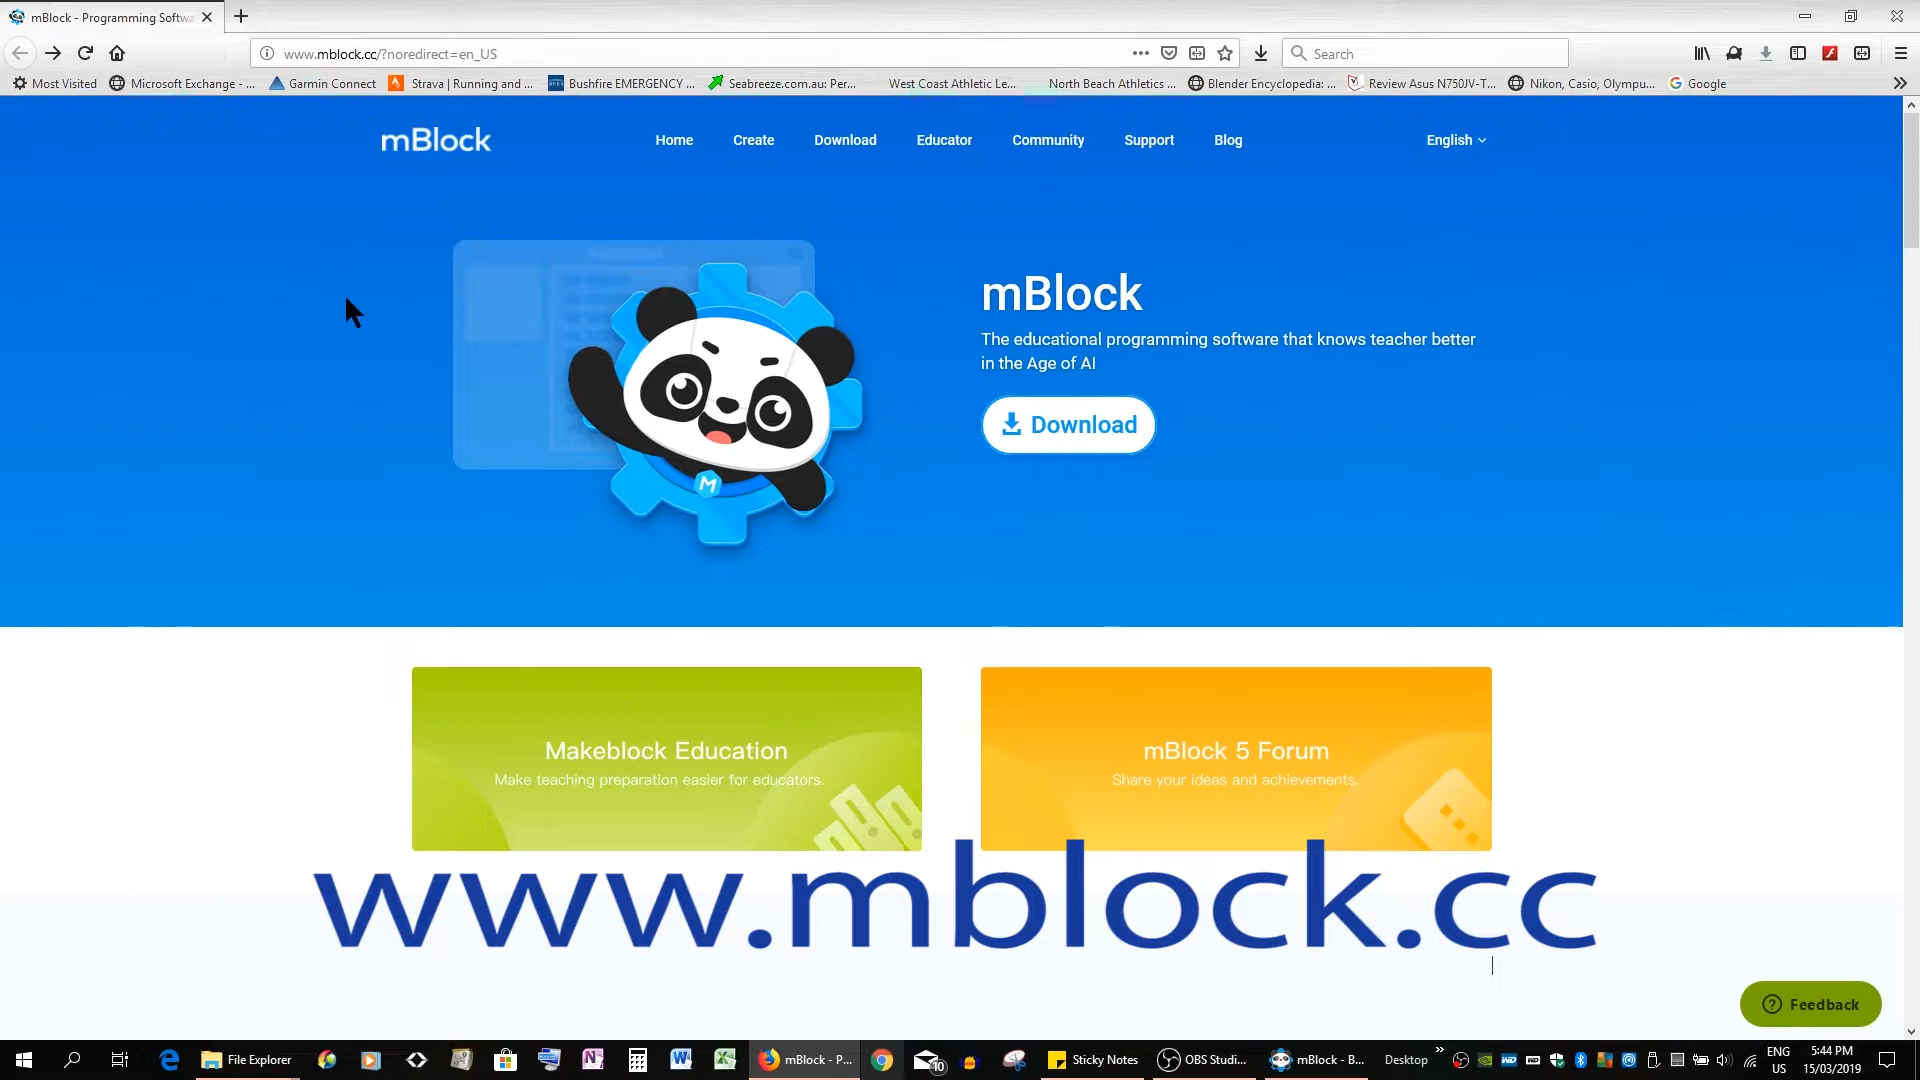 mBlock - Programming Softwa
www.mblock.cc/?noredirect=en_US
Search
Most Visited
Microsoft Exchange - ...
Garmin Connect
Strava | Running and ...
Bushfire EMERGENCY ...
Seabreeze.com.au: Per...
West Coast Athletic Le...
North Beach Athletics ...
Blender Encyclopedia: ...
Review Asus N750JV-T...
Nikon, Casio, Olympu...
Google
mBlock
Home
Create
Download
Educator
Community
Support
Blog
English
mBlock
The educational programming software that knows teacher better
in the Age of AI
Download
M
Makeblock Education
Make teaching preparation easier for educators.
mBlock 5 Forum
Share your ideas and achievements.
www.mblock.cc
Feedback
File Explorer
mBlock - P...
10
Sticky Notes
OBS Studi...
mBlock - B...
Desktop
ENG
US
5:44 PM
15/03/2019